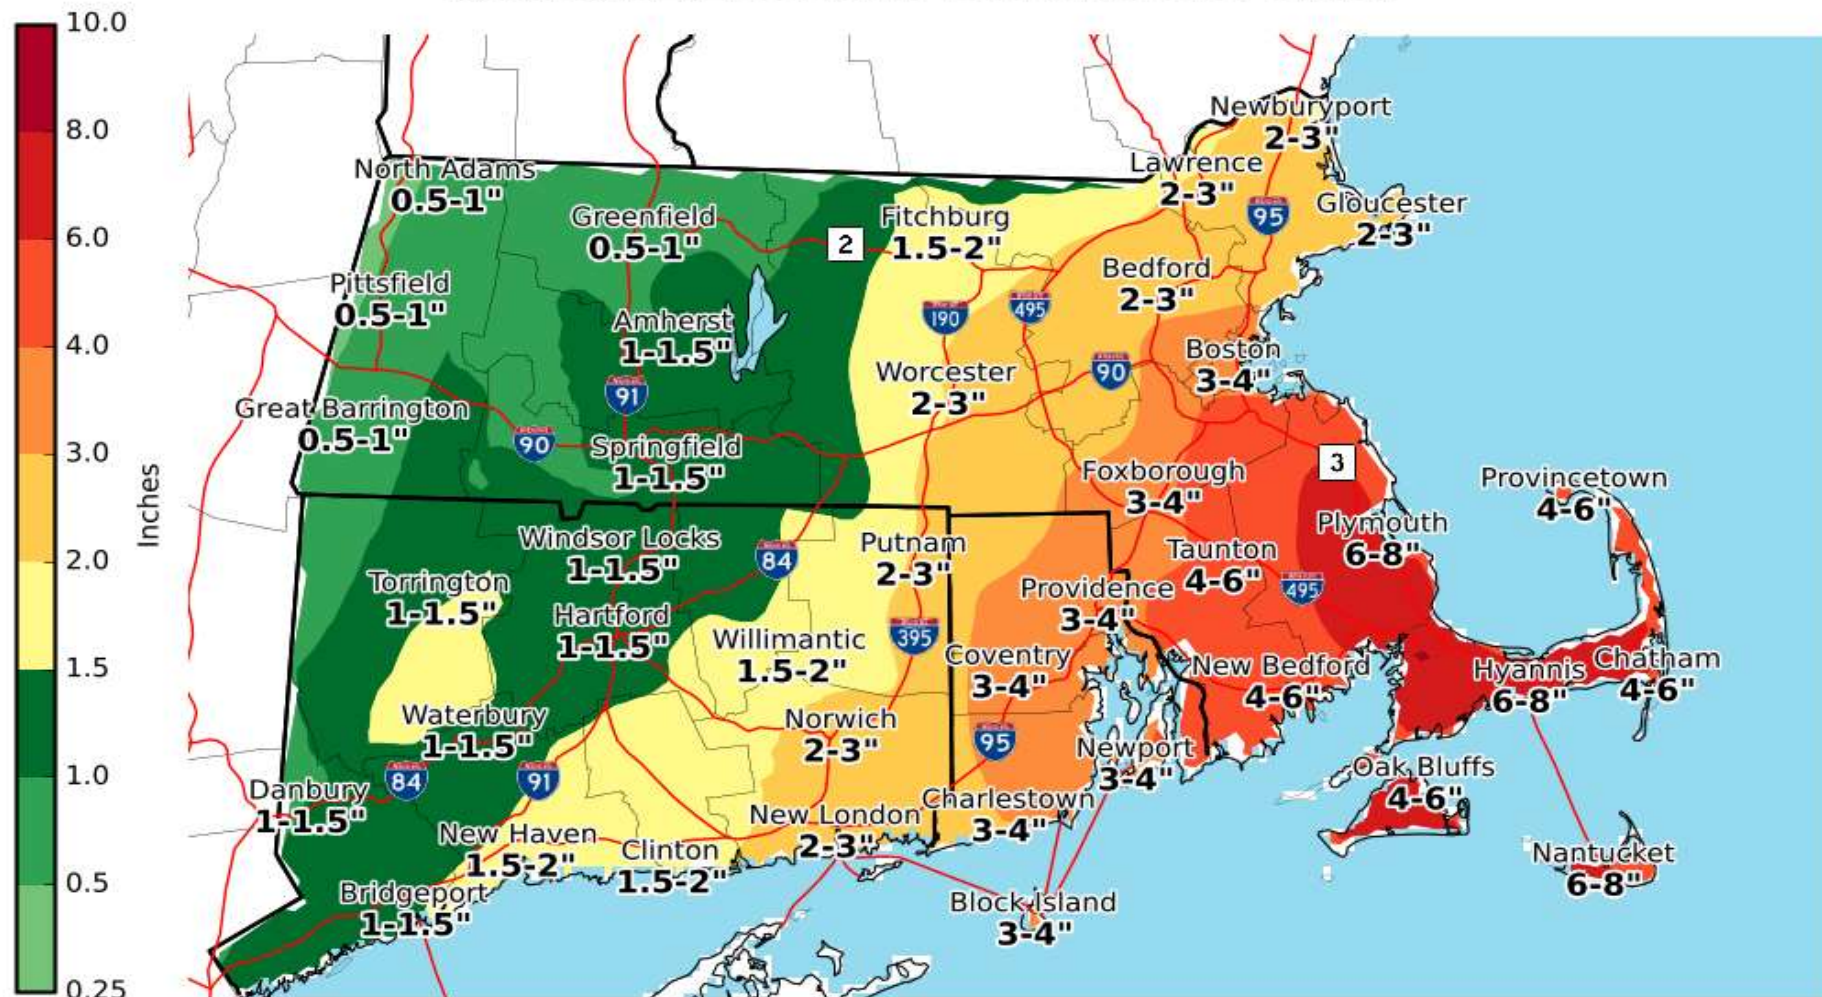 10.0
8.0
6.0
4.0
3.0
2.0
1.5
1.0
0.5
0.25
Inches
Newburyport
2-3"
Lawrence
2-3"
North Adams
0.5-1"
Greenfield
0.5-1"
2
Fitchburg
1.5-2"
95
Gloucester
2-3"
Pittsfield
0.5-1"
Bedford
2-3"
190
495
Amherst
1-1.5"
Boston
3-4"
Worcester
2-3"
90
91
Great Barrington
0.5-1"
90
Springfield
1-1.5"
Foxborough
3-4"
3
Provincetown
4-6"
Windsor Locks
1-1.5"
84
Putnam
2-3"
Taunton
4-6"
Plymouth
6-8"
Torrington
1-1.5"
Providence
3-4"
495
Hartford
1-1.5"
Willimantic
1.5-2"
395
Coventry
3-4"
New Bedford
4-6"
Hyannis
6-8"
Chatham
4-6"
Waterbury
1-1.5"
Norwich
2-3"
95
Newport
3-4"
84
91
Oak Bluffs
4-6"
Danbury
1-1.5"
New Haven
1.5-2"
Clinton
1.5-2"
New London
2-3"
Charlestown
3-4"
Nantucket
6-8"
Bridgeport
1-1.5"
Block Island
3-4"